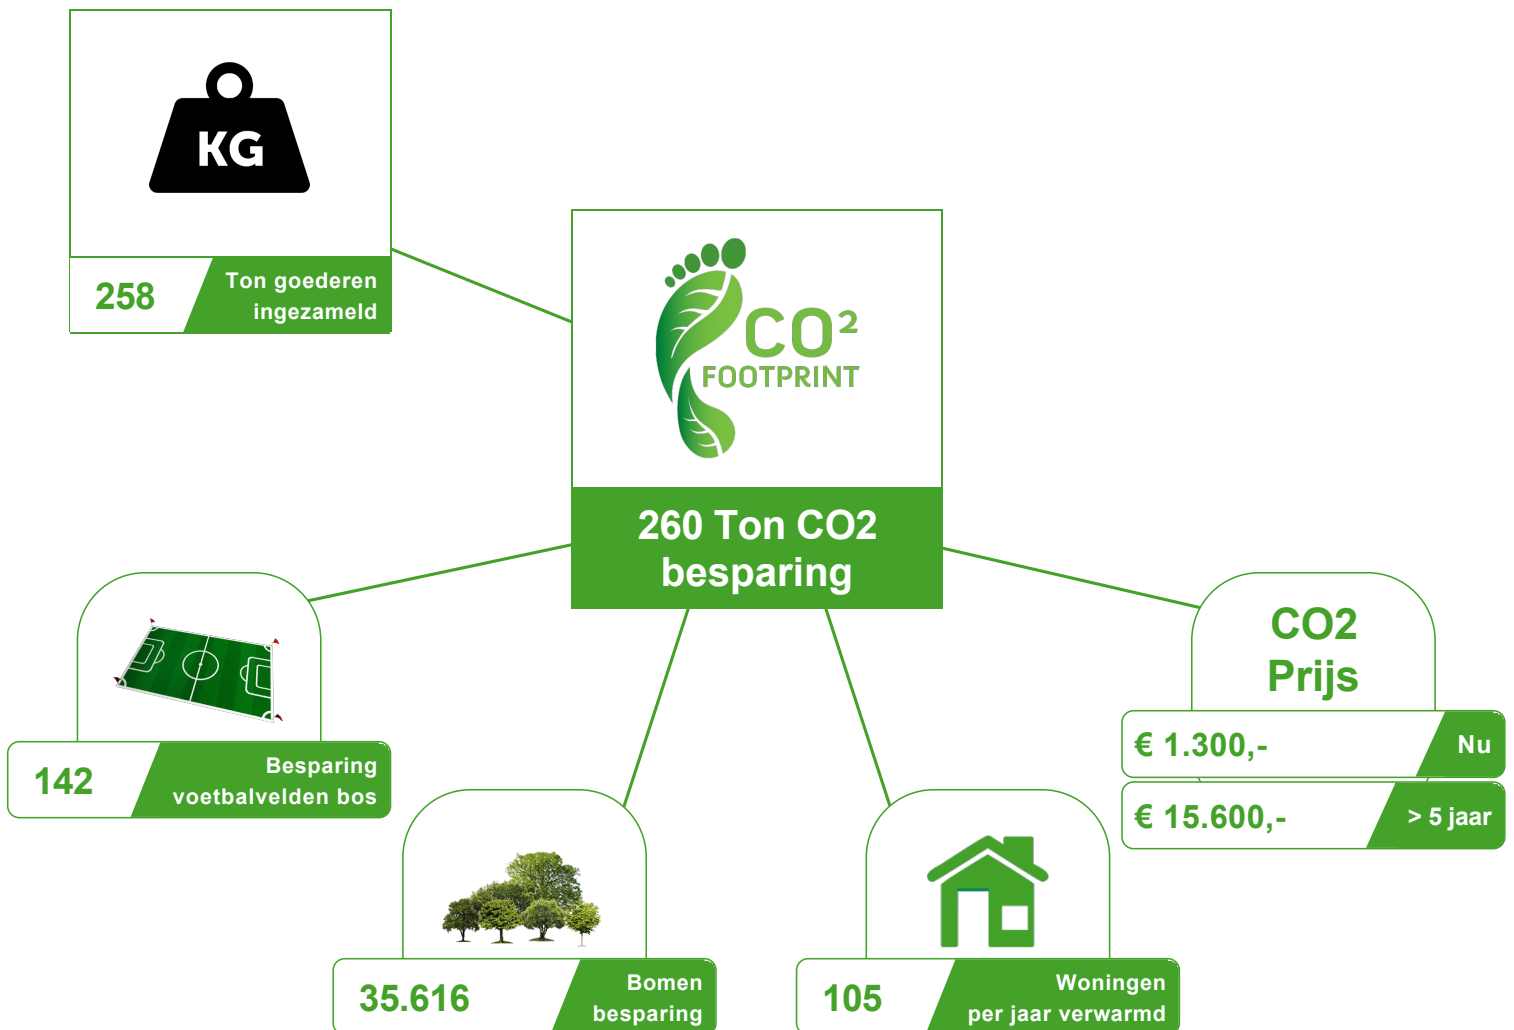 KG
258
Ton goederen
ingezameld
CO²
FOOTPRINT
260 Ton CO2
besparing
142
Besparing
voetbalvelden bos
35.616
Bomen
besparing
105
Woningen
per jaar verwarmd
CO2
Prijs
€ 1.300,-
Nu
€ 15.600,-
> 5 jaar